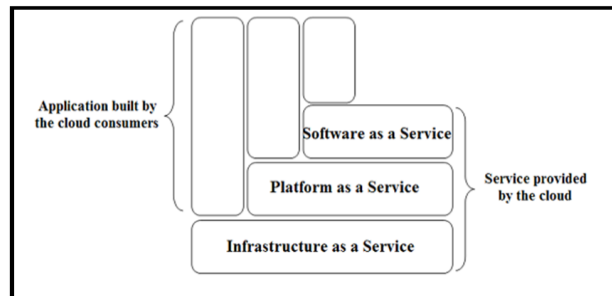 Application built by
the cloud consumers
Software as a Service
Platform as a Service
Service provided
by the cloud
Infrastructure as a Service